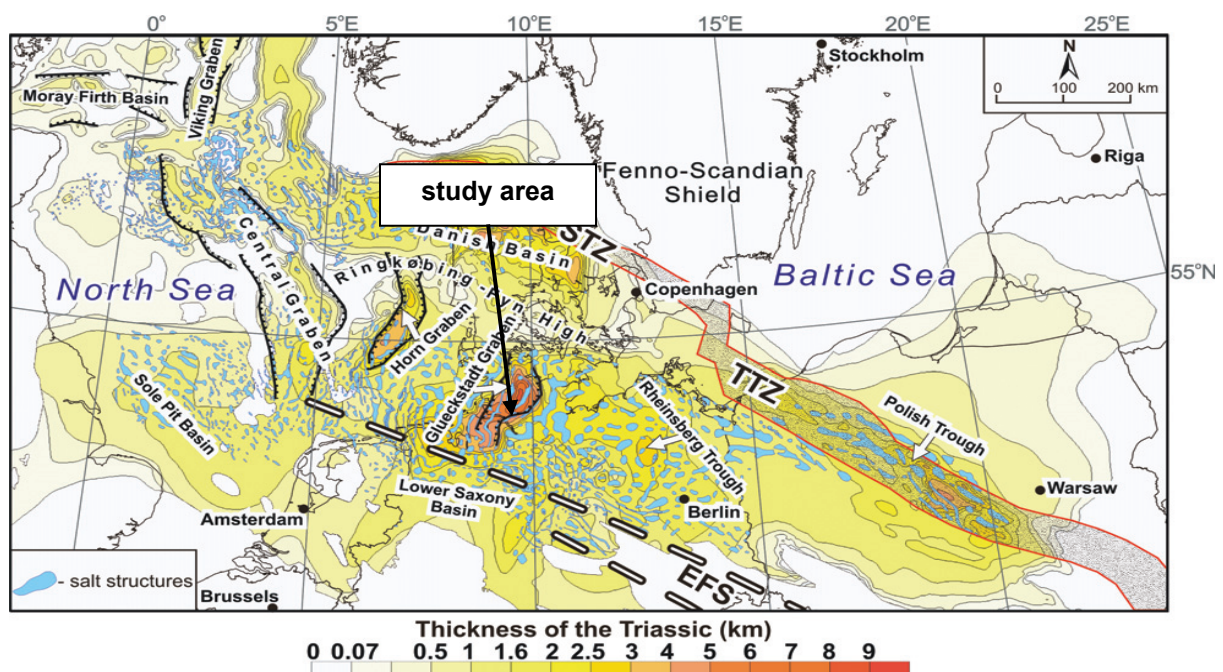 0° 5°E 10°E 15°E 20°E 25°E
Stockholm
N
0 100 200 km
Moray Firth Basin
Viking Graben
Riga
Fenno-Scandian
Shield
study area
STZ
Danish Basin
Central Graben
Ringkøbing-Fyn-High
North Sea
Baltic Sea
55°N
Copenhagen
Horn Graben
Glueckstadt Graben
TTZ
Sole Pit Basin
Rheinsberg Trough
Polish Trough
Lower Saxony
Basin
Warsaw
Amsterdam
Berlin
EFS
- salt structures
Brussels
Thickness of the Triassic (km)
0 0.07 0.5 1 1.6 2 2.5 3 4 5 6 7 8 9